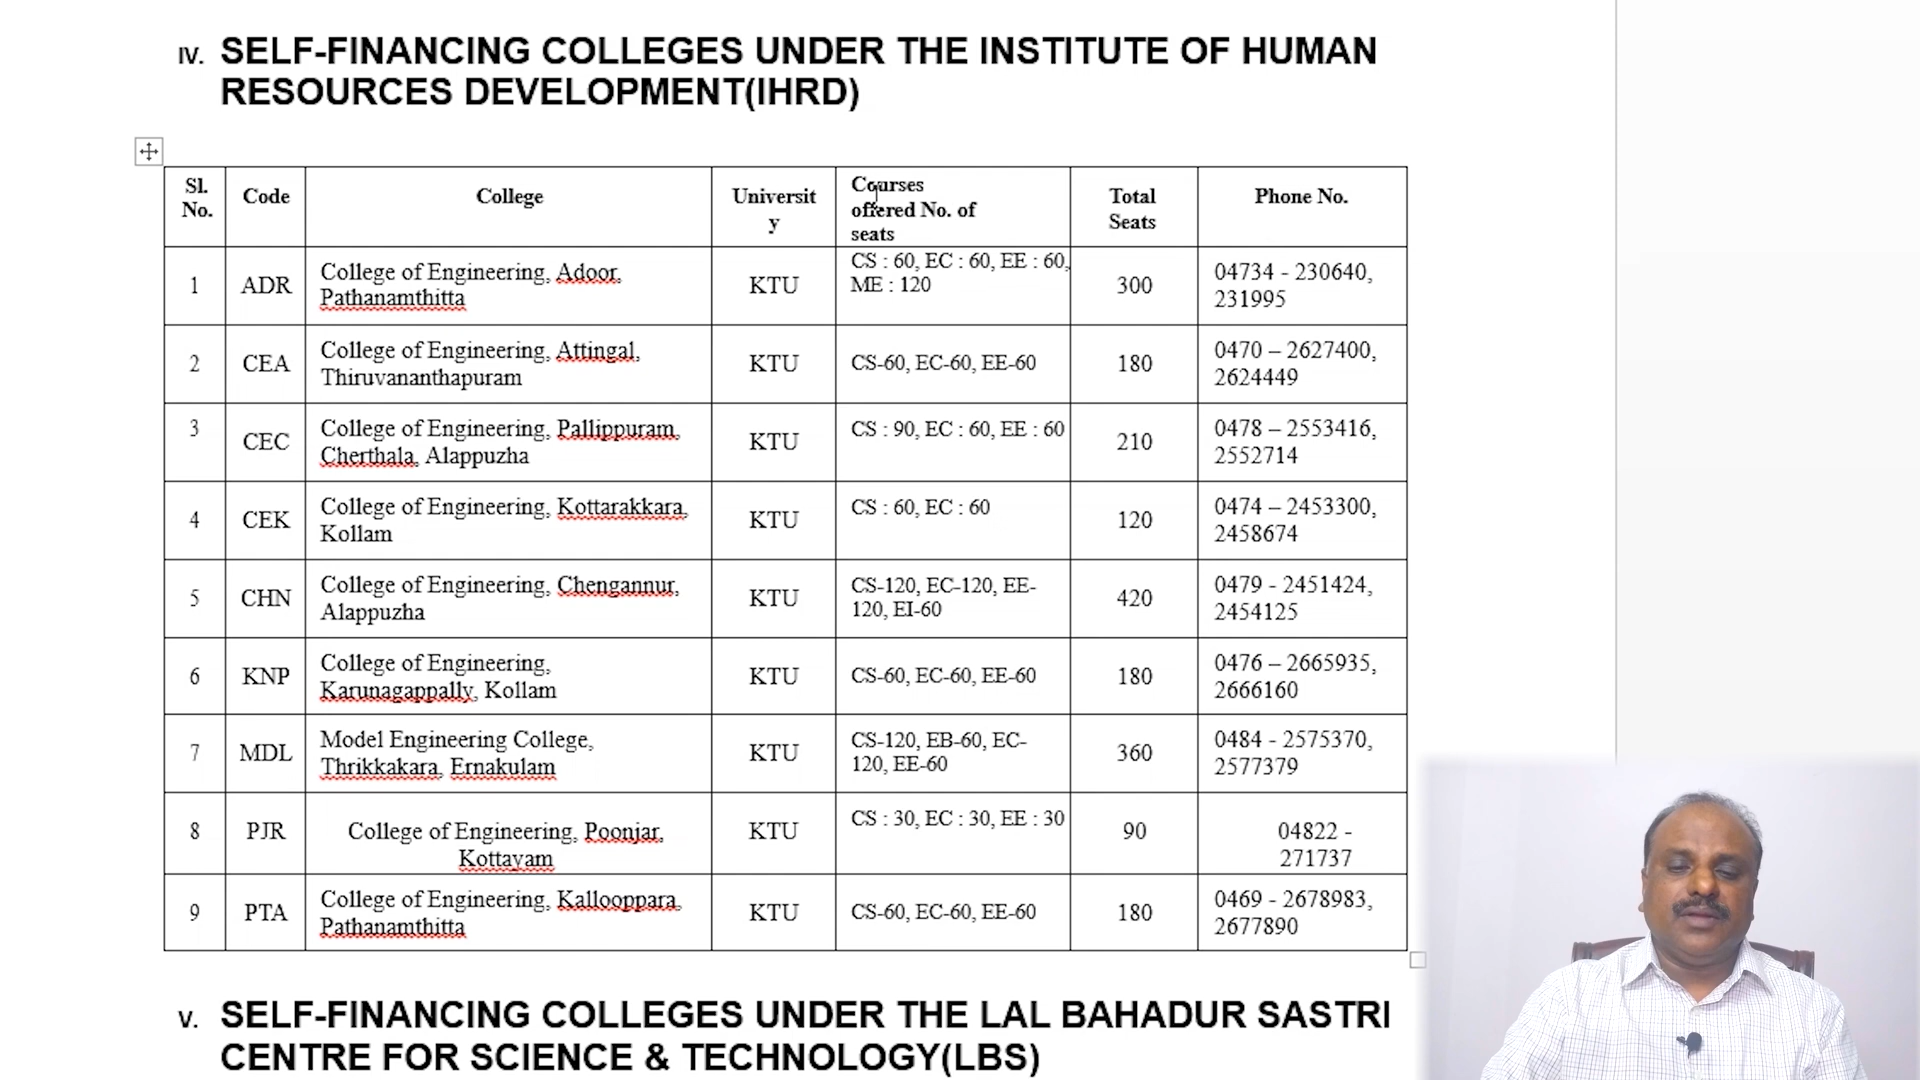 IV. SELF-FINANCING COLLEGES UNDER THE INSTITUTE OF HUMAN
RESOURCES DEVELOPMENT(IHRD)
Sl. No. Code College Universit y Courses offered No. of seats Total Seats Phone No.
1 ADR College of Engineering, Adoor, Pathanamthitta KTU CS : 60, EC : 60, EE : 60, ME : 120 300 04734 - 230640, 231995
2 CEA College of Engineering, Attingal, Thiruvananthapuram KTU CS-60, EC-60, EE-60 180 0470 – 2627400, 2624449
3 CEC College of Engineering, Pallippuram, Cherthala, Alappuzha KTU CS : 90, EC : 60, EE : 60 210 0478 – 2553416, 2552714
4 CEK College of Engineering, Kottarakkara, Kollam KTU CS : 60, EC : 60 120 0474 – 2453300, 2458674
5 CHN College of Engineering, Chengannur, Alappuzha KTU CS-120, EC-120, EE-120, EI-60 420 0479 - 2451424, 2454125
6 KNP College of Engineering, Karunagappally, Kollam KTU CS-60, EC-60, EE-60 180 0476 – 2665935, 2666160
7 MDL Model Engineering College, Thrikkakara, Ernakulam KTU CS-120, EB-60, EC-120, EE-60 360 0484 - 2575370, 2577379
8 PJR College of Engineering, Poonjar, Kottayam KTU CS : 30, EC : 30, EE : 30 90 04822 - 271737
9 PTA College of Engineering, Kallooppara, Pathanamthitta KTU CS-60, EC-60, EE-60 180 0469 - 2678983, 2677890
V. SELF-FINANCING COLLEGES UNDER THE LAL BAHADUR SASTRI
CENTRE FOR SCIENCE & TECHNOLOGY(LBS)